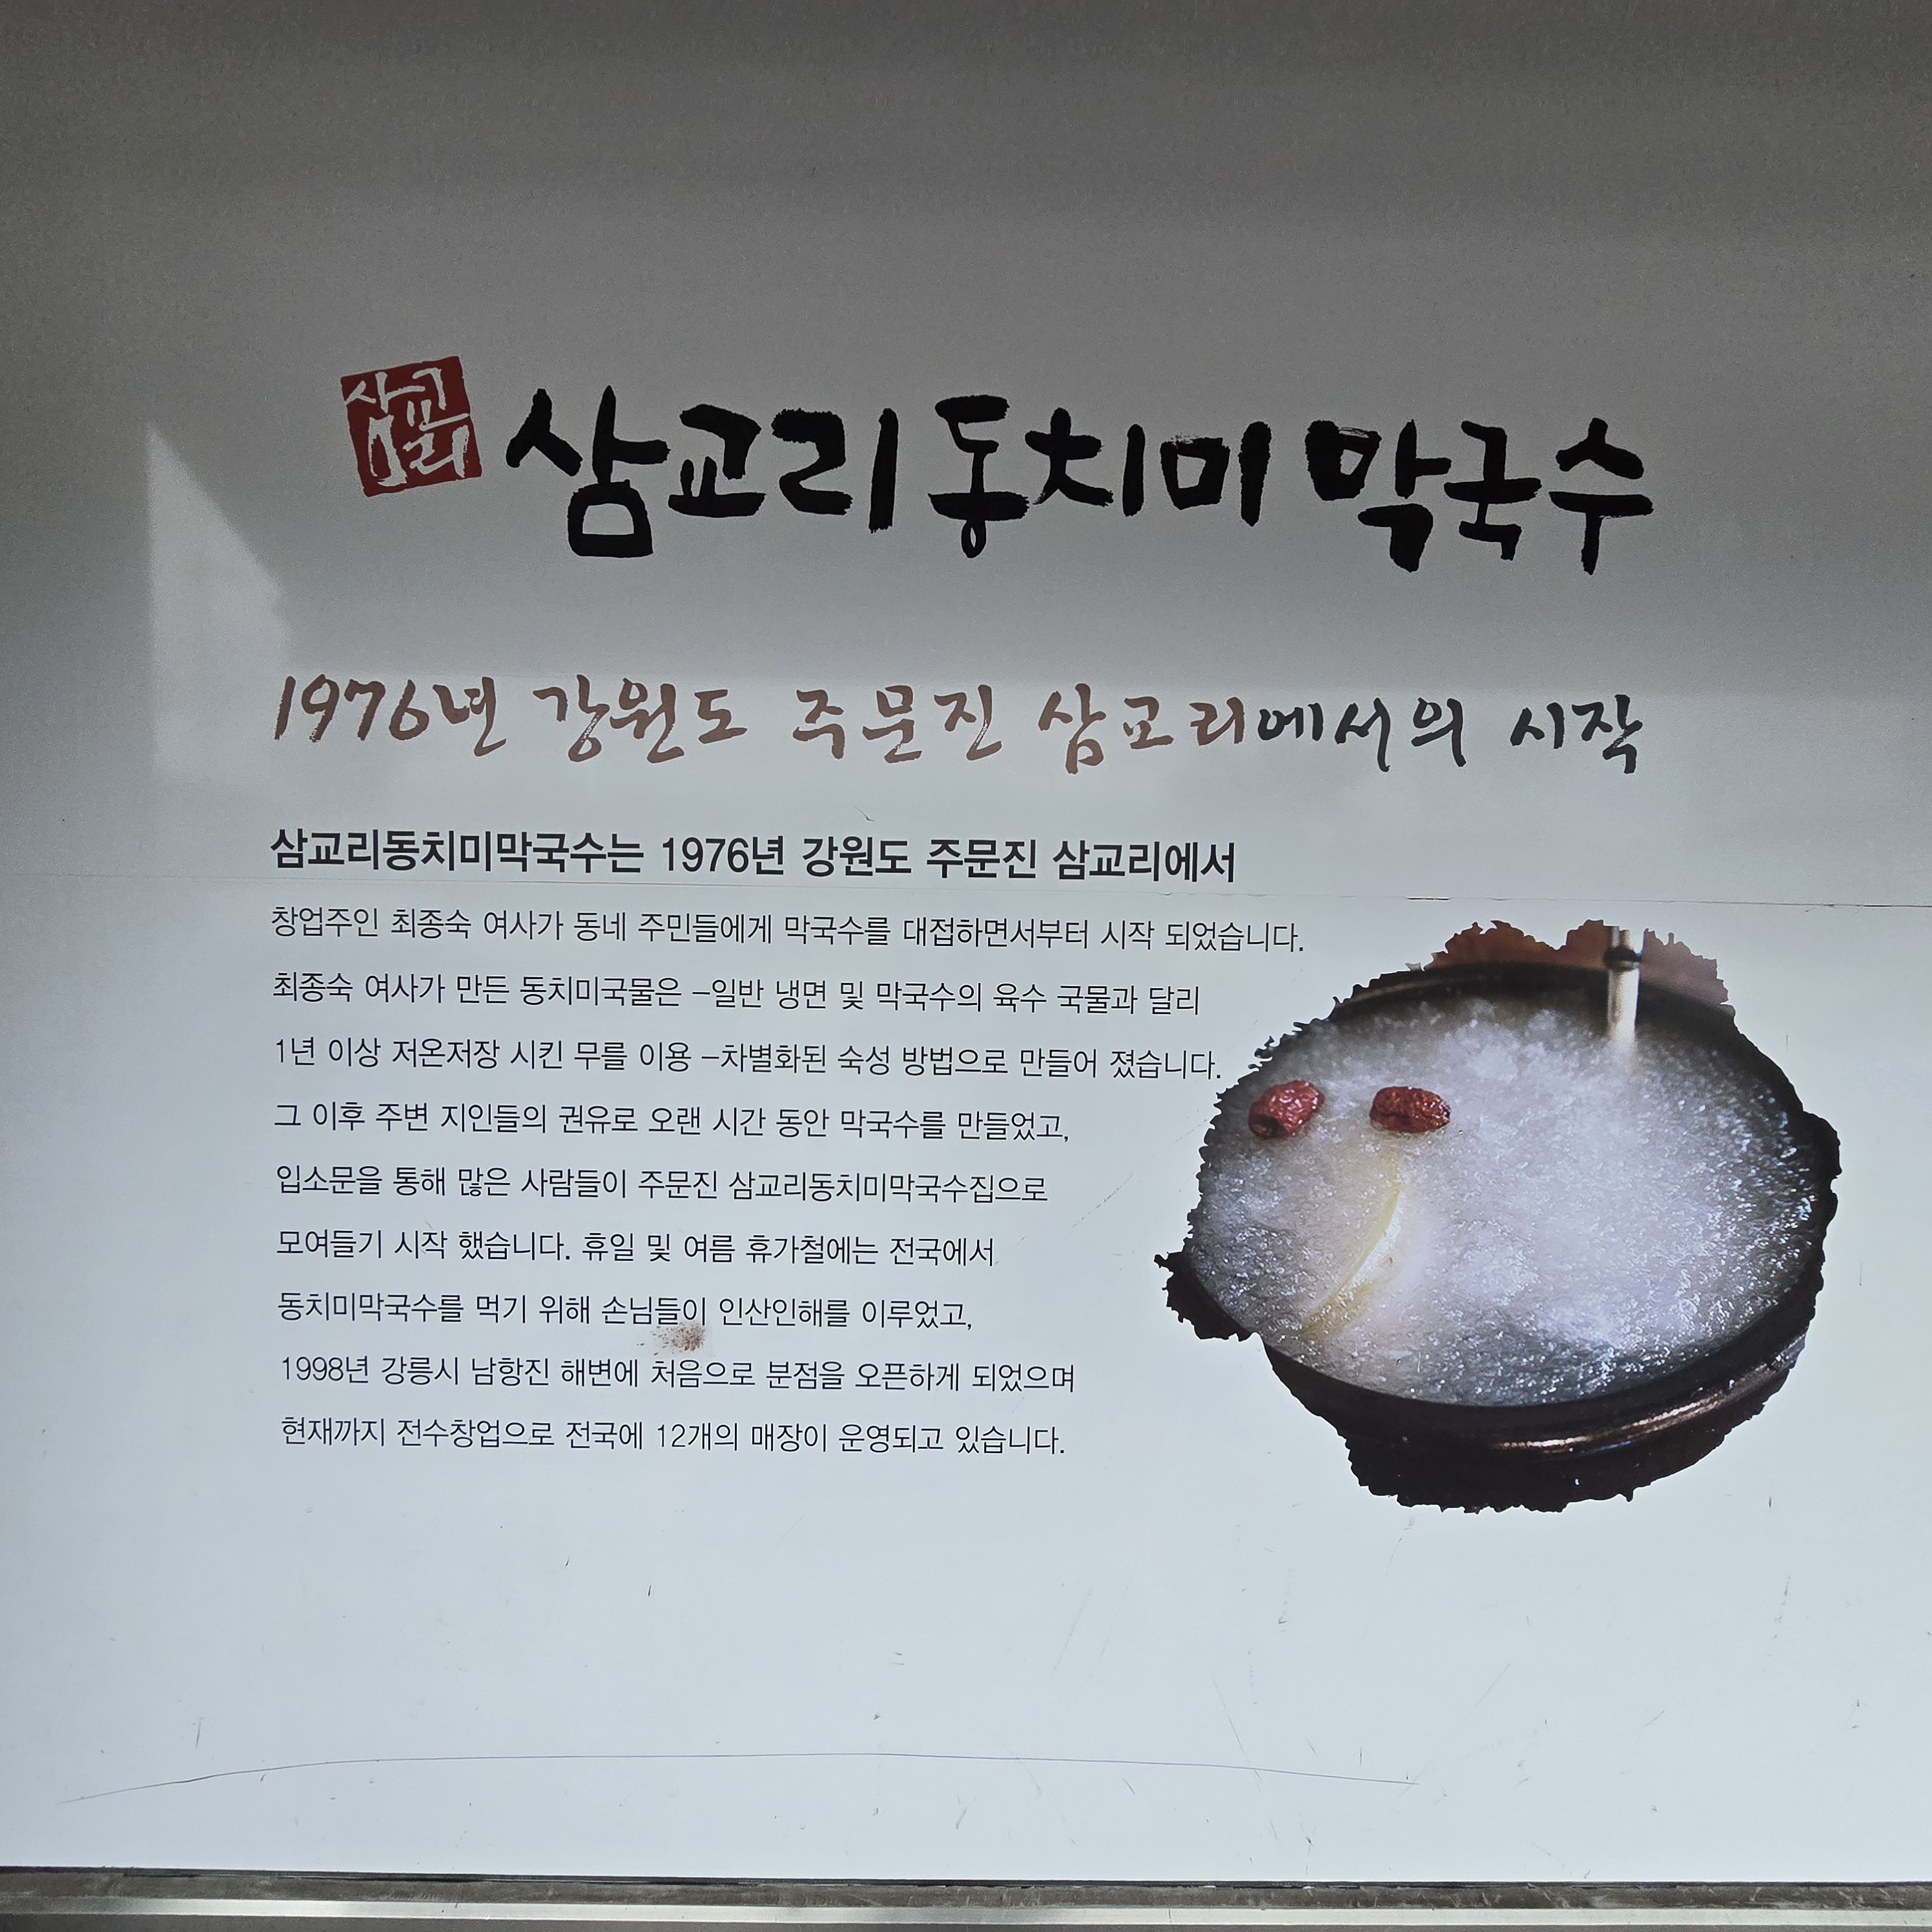 삼교리
삼교리 동치미 막국수
1976년 강원도 주문진 삼교리에서의 시작
삼교리동치미막국수는 1976년 강원도 주문진 삼교리에서
창업주인 최종숙 여사가 동네 주민들에게 막국수를 대접하면서부터 시작 되었습니다.
최종숙 여사가 만든 동치미국물은 -일반 냉면 및 막국수의 육수 국물과 달리
1년 이상 저온저장 시킨 무를 이용 -차별화된 숙성 방법으로 만들어 졌습니다.
그 이후 주변 지인들의 권유로 오랜 시간 동안 막국수를 만들었고,
입소문을 통해 많은 사람들이 주문진 삼교리동치미막국수집으로
모여들기 시작 했습니다. 휴일 및 여름 휴가철에는 전국에서
동치미막국수를 먹기 위해 손님들이 인산인해를 이루었고,
1998년 강릉시 남항진 해변에 처음으로 분점을 오픈하게 되었으며
현재까지 전수창업으로 전국에 12개의 매장이 운영되고 있습니다.